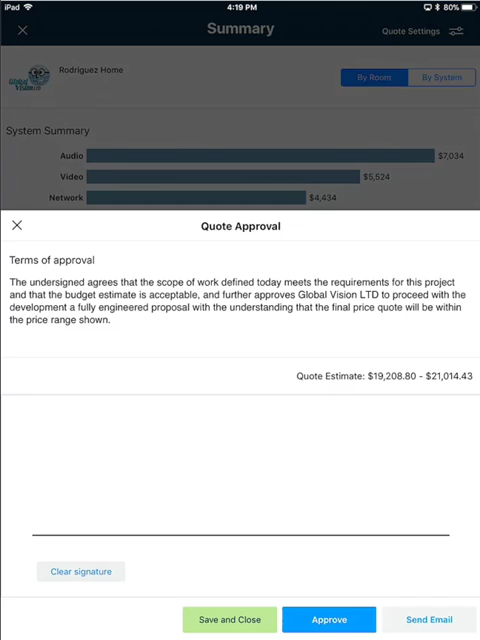 iPad 4:19 PM 80%
Summary
Quote Settings
Global
Vision LTD
Rodriguez Home
By Room By System
System Summary
Audio $7,034
Video $5,524
Network $4,434
Quote Approval
Terms of approval
The undersigned agrees that the scope of work defined today meets the requirements for this project
and that the budget estimate is acceptable, and further approves Global Vision LTD to proceed with the
development a fully engineered proposal with the understanding that the final price quote will be within
the price range shown.
Quote Estimate: $19,208.80 - $21,014.43
Clear signature
Save and Close Approve Send Email